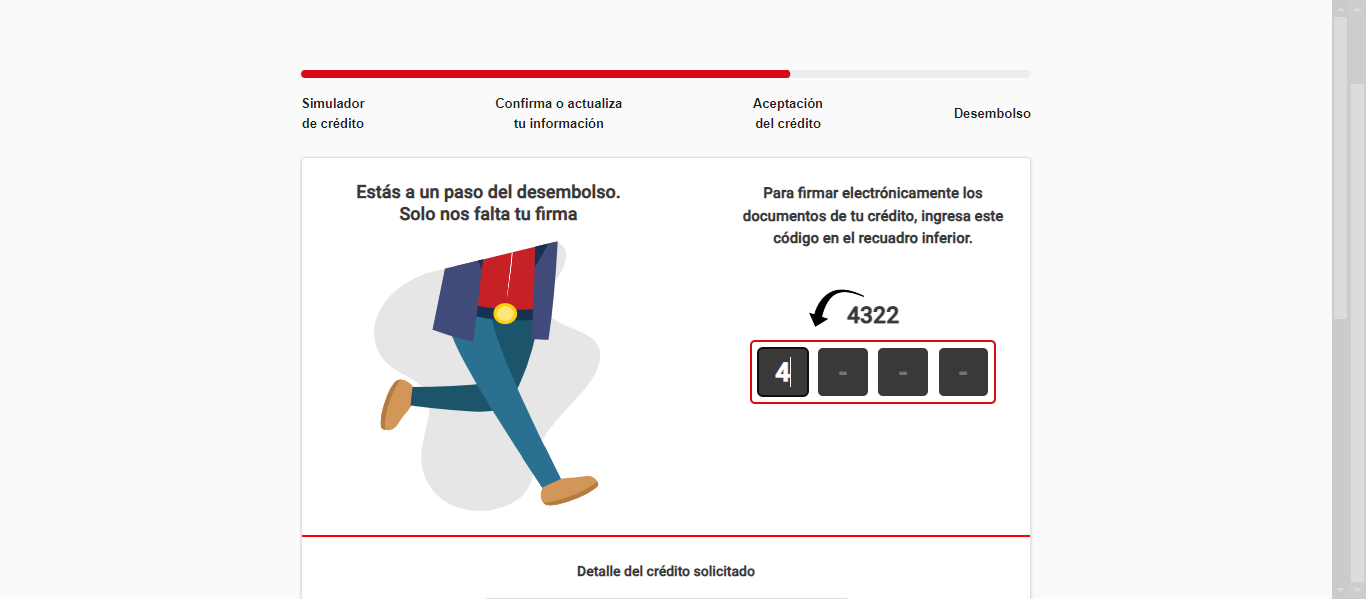 Simulador
de crédito
Confirma o actualiza
tu información
Aceptación
del crédito
Desembolso
Estás a un paso del desembolso.
Solo nos falta tu firma
Para firmar electrónicamente los
documentos de tu crédito, ingresa este
código en el recuadro inferior.
4322
4 - - -
Detalle del crédito solicitado